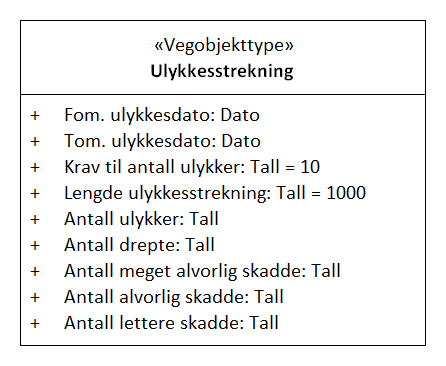 «Vegobjekttype»
Ulykkesstrekning
+ Fom. ulykkesdato: Dato
+ Tom. ulykkesdato: Dato
+ Krav til antall ulykker: Tall = 10
+ Lengde ulykkesstrekning: Tall = 1000
+ Antall ulykker: Tall
+ Antall drepte: Tall
+ Antall meget alvorlig skadde: Tall
+ Antall alvorlig skadde: Tall
+ Antall lettere skadde: Tall